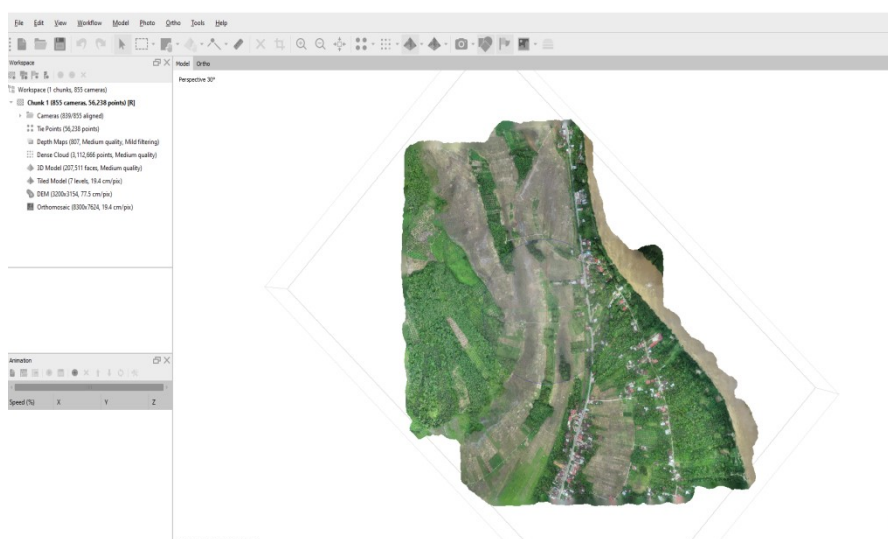 File Edit View Workflow Model Photo Ortho Tools Help
Workspace
Model Ortho
Perspective 30°
Workspace (1 chunks, 855 cameras)
Chunk 1 (855 cameras, 56,238 points) [R]
Cameras (839/855 aligned)
Tie Points (56,238 points)
Depth Maps (807, Medium quality, Mild filtering)
Dense Cloud (3,112,666 points, Medium quality)
3D Model (207,511 faces, Medium quality)
Tiled Model (7 levels, 19.4 cm/pix)
DEM (3200x3154, 77.5 cm/pix)
Orthomosaic (8300x7624, 19.4 cm/pix)
Animation
Speed (%) X Y Z